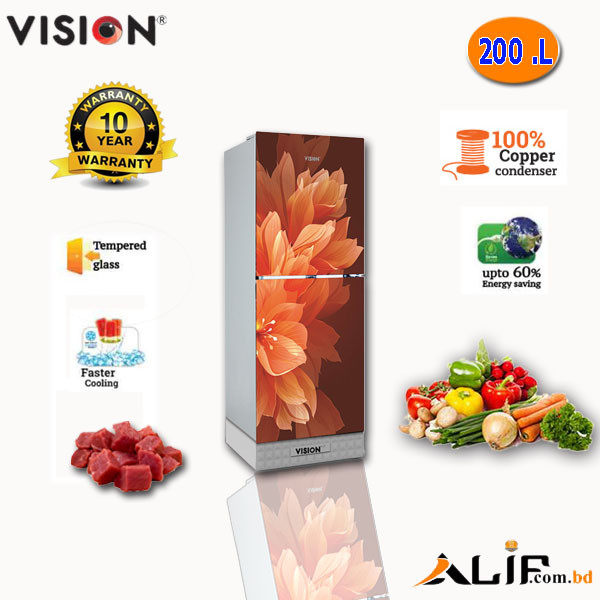 VISION®
200 .L
WARRANTY
10
YEAR
WARRANTY
100%
Copper
condenser
VISION
Tempered
glass
upto 60%
Energy saving
Faster
Cooling
VISION
ALIF.com.bd